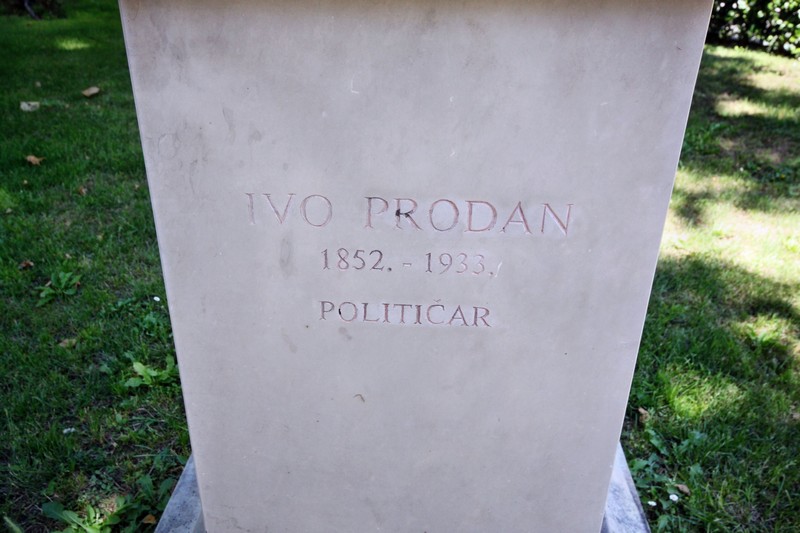 IVO PRODAN
1852. - 1933.
POLITIČAR